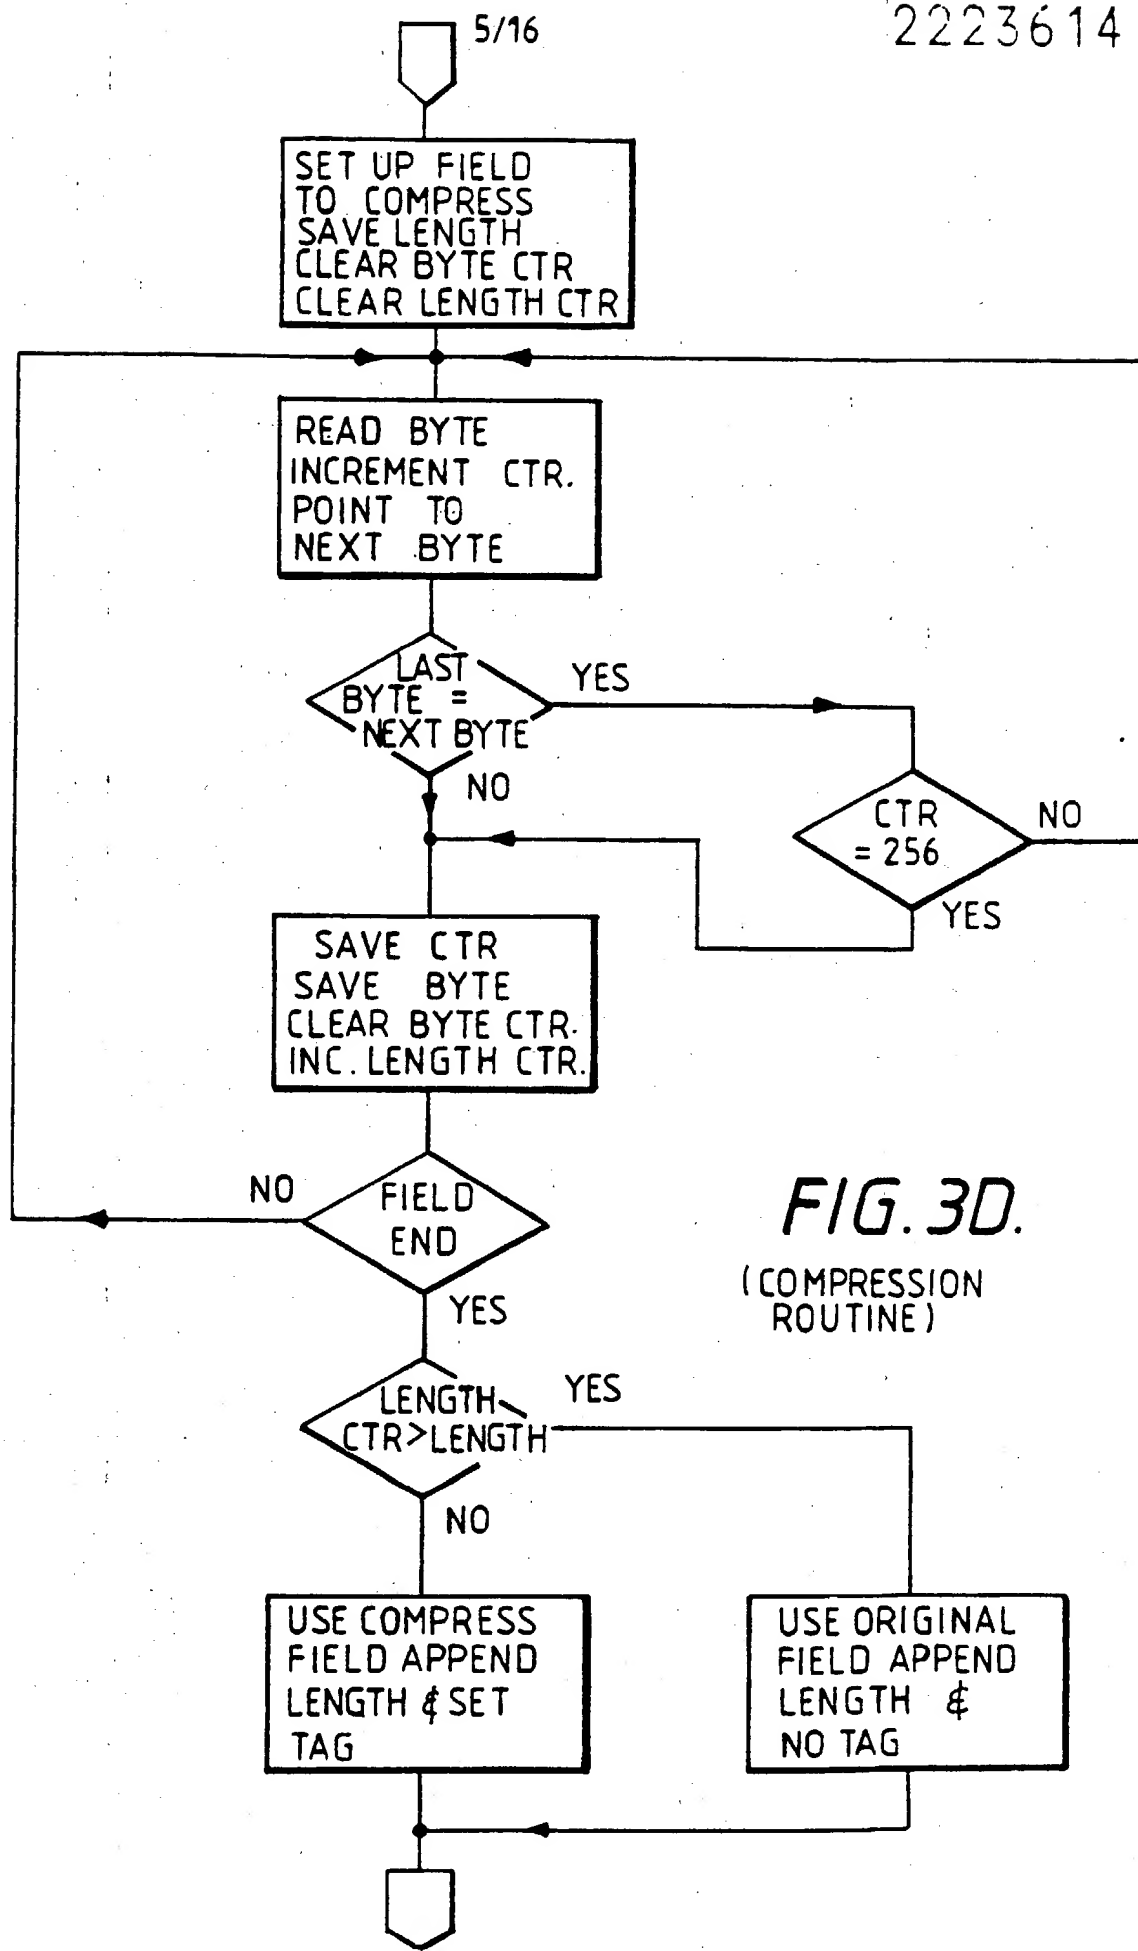 5/16
2223614
SET UP FIELD
TO COMPRESS
SAVE LENGTH
CLEAR BYTE CTR
CLEAR LENGTH CTR
READ BYTE
INCREMENT CTR.
POINT TO
NEXT BYTE
LAST
BYTE =
NEXT BYTE
YES
NO
CTR
= 256
NO
YES
SAVE CTR
SAVE BYTE
CLEAR BYTE CTR.
INC. LENGTH CTR.
NO
FIELD
END
YES
FIG. 3D.
(COMPRESSION
ROUTINE)
LENGTH
CTR>LENGTH
YES
NO
USE COMPRESS
FIELD APPEND
LENGTH & SET
TAG
USE ORIGINAL
FIELD APPEND
LENGTH &
NO TAG